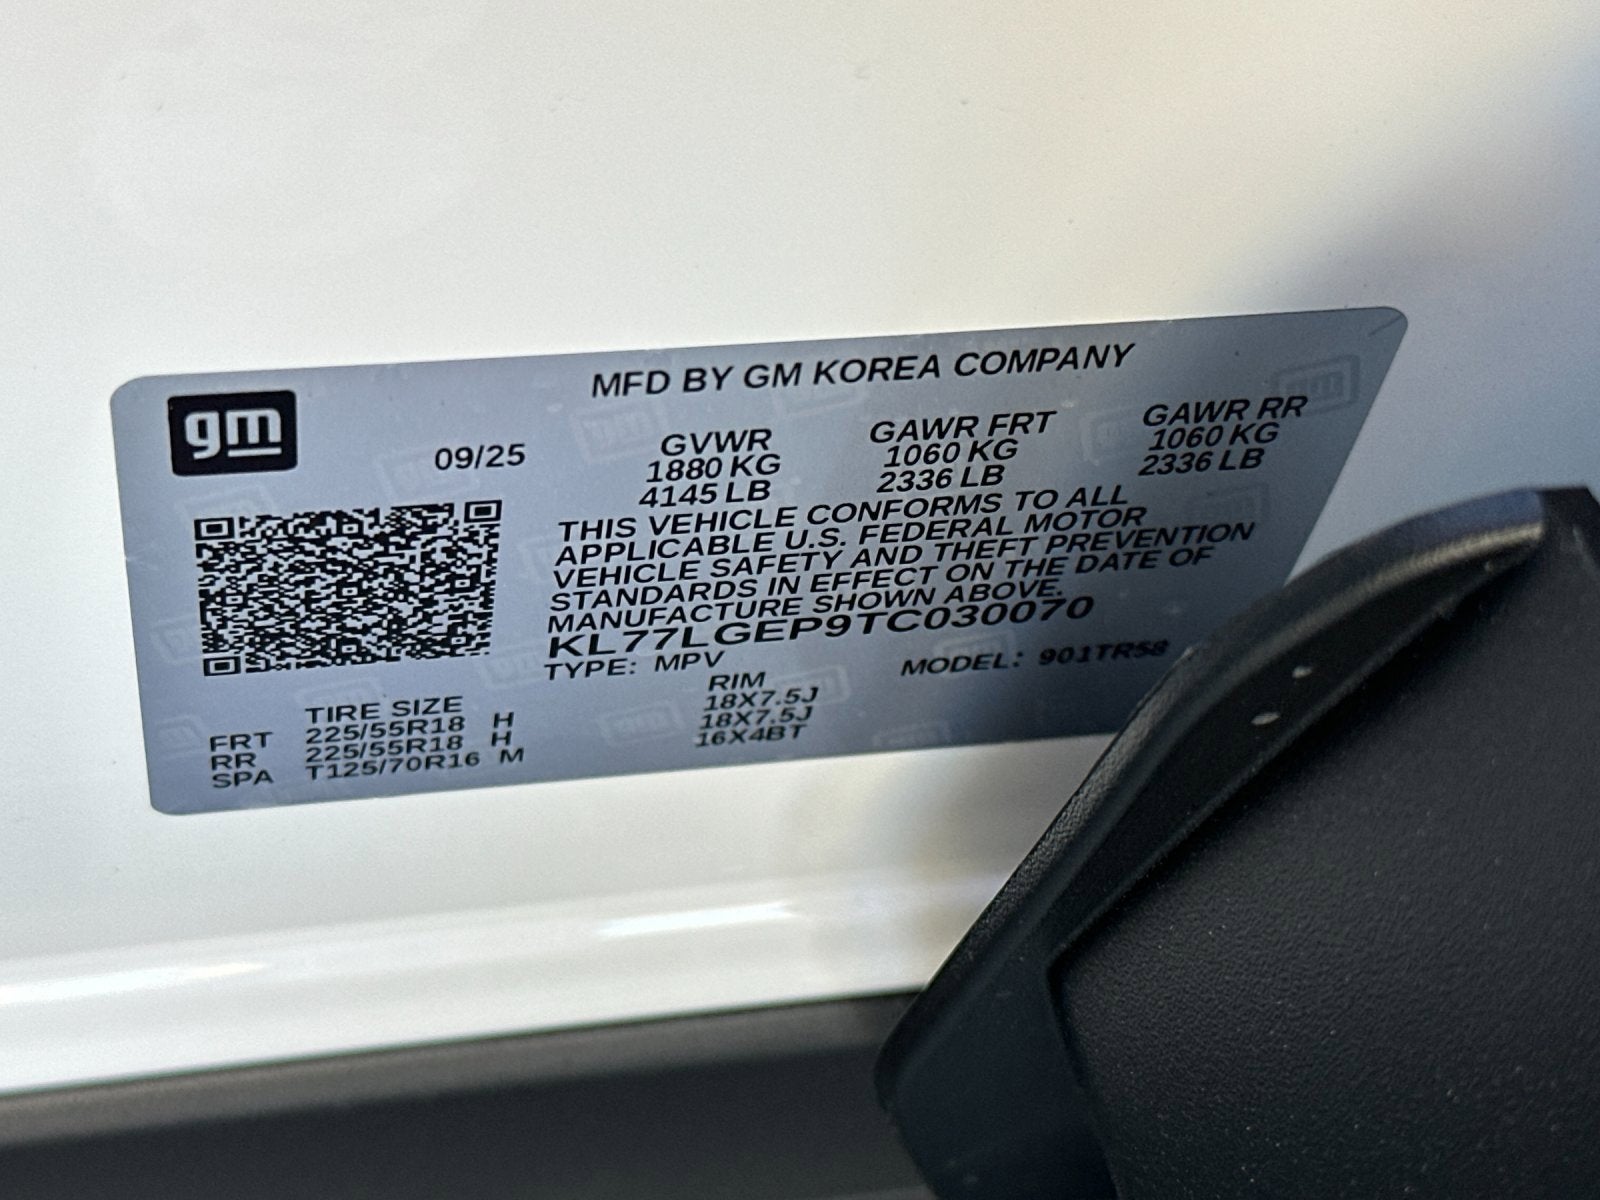 gm
MFD BY GM KOREA COMPANY
09/25
GVWR GAWR FRT GAWR RR
1880 KG 1060 KG 1060 KG
4145 LB 2336 LB 2336 LB
THIS VEHICLE CONFORMS TO ALL
APPLICABLE U.S. FEDERAL MOTOR
VEHICLE SAFETY AND THEFT PREVENTION
STANDARDS IN EFFECT ON THE DATE OF
MANUFACTURE SHOWN ABOVE.
KL77LGEP9TC030070
TYPE: MPV MODEL: 901TR58
TIRE SIZE RIM
FRT 225/55R18 H 18X7.5J
RR 225/55R18 H 18X7.5J
SPA T125/70R16 M 16X4BT